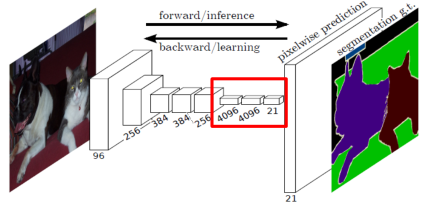 forward/inference
backward/learning
pixelwise prediction
segmentation g.t.
96
256
384
384
256
4096
4096
21
21